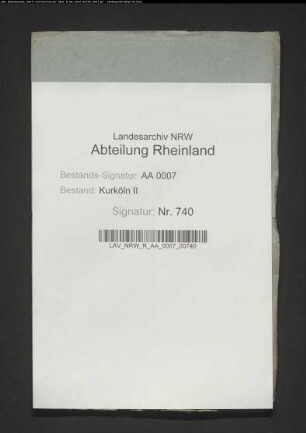 Landesarchiv NRW
Abteilung Rheinland
Bestands-Signatur: AA 0007
Bestand: Kurköln II
Signatur: Nr. 740
LAV_NRW_R_AA_0007_00740